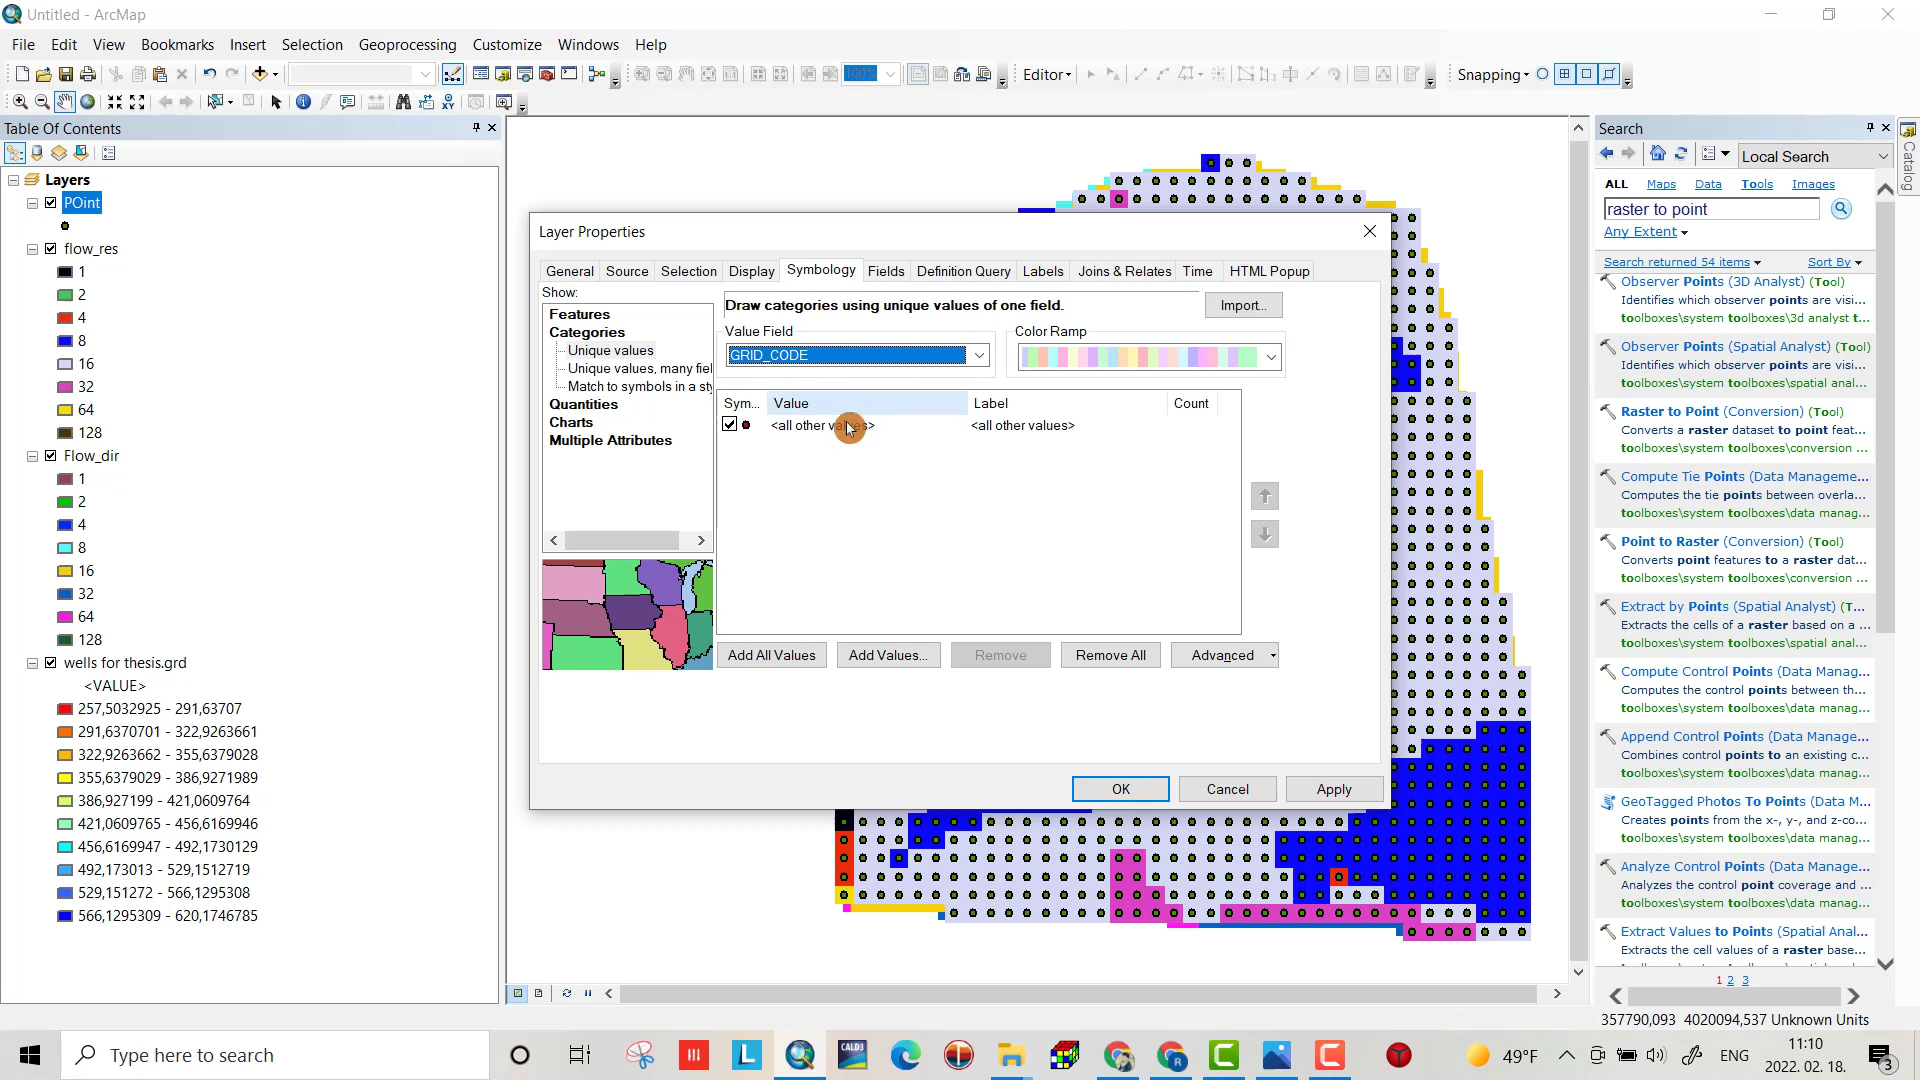 Untitled - ArcMap
File Edit View Bookmarks Insert Selection Geoprocessing Customize Windows Help
100%
Editor
Snapping
Table Of Contents
Layers
POint
flow_res
1
2
4
8
16
32
64
128
Flow_dir
1
2
4
8
16
32
64
128
wells for thesis.grd
<VALUE>
257,5032925 - 291,63707
291,6370701 - 322,9263661
322,9263662 - 355,6379028
355,6379029 - 386,9271989
386,927199 - 421,0609764
421,0609765 - 456,6169946
456,6169947 - 492,1730129
492,173013 - 529,1512719
529,151272 - 566,1295308
566,1295309 - 620,1746785
Layer Properties
General Source Selection Display Symbology Fields Definition Query Labels Joins & Relates Time HTML Popup
Show:
Features
Categories
Unique values
Unique values, many fiel
Match to symbols in a sty
Quantities
Charts
Multiple Attributes
Draw categories using unique values of one field.
Import...
Value Field
GRID_CODE
Color Ramp
Sym... Value Label Count
<all other values> <all other values>
Add All Values Add Values... Remove Remove All Advanced
OK Cancel Apply
Search
Local Search
ALL Maps Data Tools Images
raster to point
Any Extent
Search returned 54 items Sort By
Observer Points (3D Analyst) (Tool)
Identifies which observer points are visi...
toolboxes\system toolboxes\3d analyst t...
Observer Points (Spatial Analyst) (Tool)
Identifies which observer points are visi...
toolboxes\system toolboxes\spatial anal...
Raster to Point (Conversion) (Tool)
Converts a raster dataset to point feat...
toolboxes\system toolboxes\conversion ...
Compute Tie Points (Data Manageme...
Computes the tie points between overla...
toolboxes\system toolboxes\data manag...
Point to Raster (Conversion) (Tool)
Converts point features to a raster dat...
toolboxes\system toolboxes\conversion ...
Extract by Points (Spatial Analyst) (T...
Extracts the cells of a raster based on a ...
toolboxes\system toolboxes\spatial anal...
Compute Control Points (Data Manag...
Computes the control points between th...
toolboxes\system toolboxes\data manag...
Append Control Points (Data Manage...
Combines control points to an existing c...
toolboxes\system toolboxes\data manag...
GeoTagged Photos To Points (Data M...
Creates points from the x-, y-, and z-co...
toolboxes\system toolboxes\data manag...
Analyze Control Points (Data Manage...
Analyzes the control point coverage and ...
toolboxes\system toolboxes\data manag...
Extract Values to Points (Spatial Anal...
Extracts the cell values of a raster base...
1 2 3
Catalog
357790,093 4020094,537 Unknown Units
Type here to search
L
CALD3
49°F
ENG
11:10
2022. 02. 18.
3